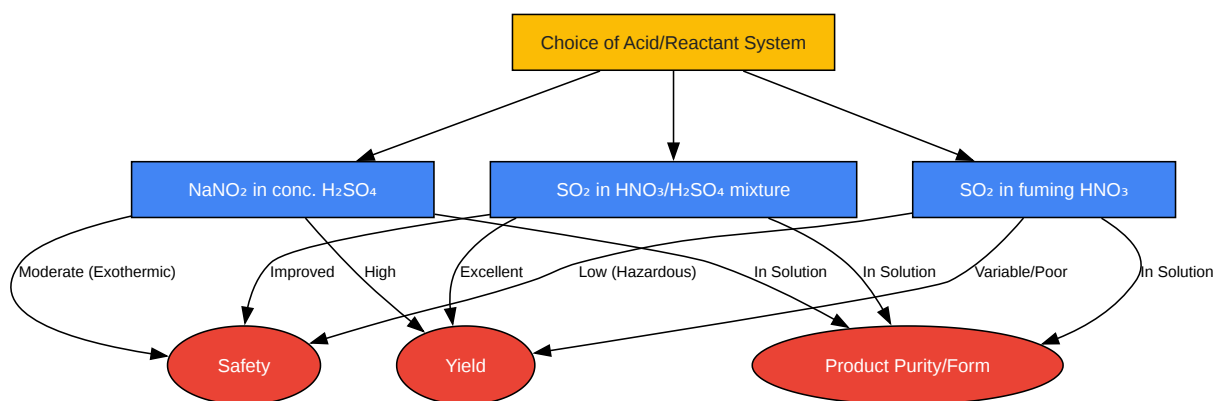 Choice of Acid/Reactant System
NaNO₂ in conc. H₂SO₄
SO₂ in HNO₃/H₂SO₄ mixture
SO₂ in fuming HNO₃
Moderate (Exothermic)
Improved
High
Excellent
Low (Hazardous)
In Solution
In Solution
Variable/Poor
In Solution
Safety
Yield
Product Purity/Form